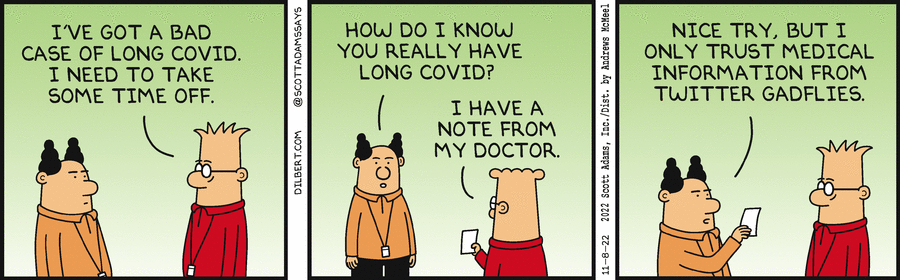 I'VE GOT A BAD
CASE OF LONG COVID.
I NEED TO TAKE
SOME TIME OFF.
DILBERT.COM @SCOTTADAMSSAYS
HOW DO I KNOW
YOU REALLY HAVE
LONG COVID?
I HAVE A
NOTE FROM
MY DOCTOR.
11-8-22 2022 Scott Adams, Inc./Dist. by Andrews McMeel
NICE TRY, BUT I
ONLY TRUST MEDICAL
INFORMATION FROM
TWITTER GADFLIES.